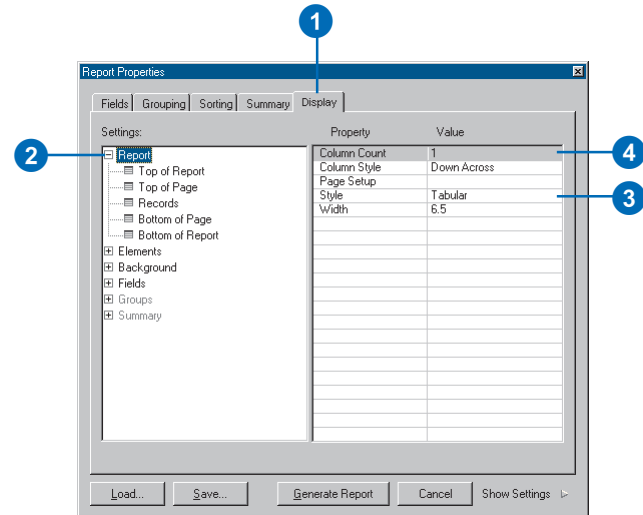 1
Report Properties
Fields Grouping Sorting Summary Display
Settings:
Property Value
2
Report
Top of Report
Top of Page
Records
Bottom of Page
Bottom of Report
Elements
Background
Fields
Groups
Summary
Column Count 1
4
Column Style Down Across
Page Setup
Style Tabular
3
Width 6.5
Load... Save... Generate Report Cancel Show Settings